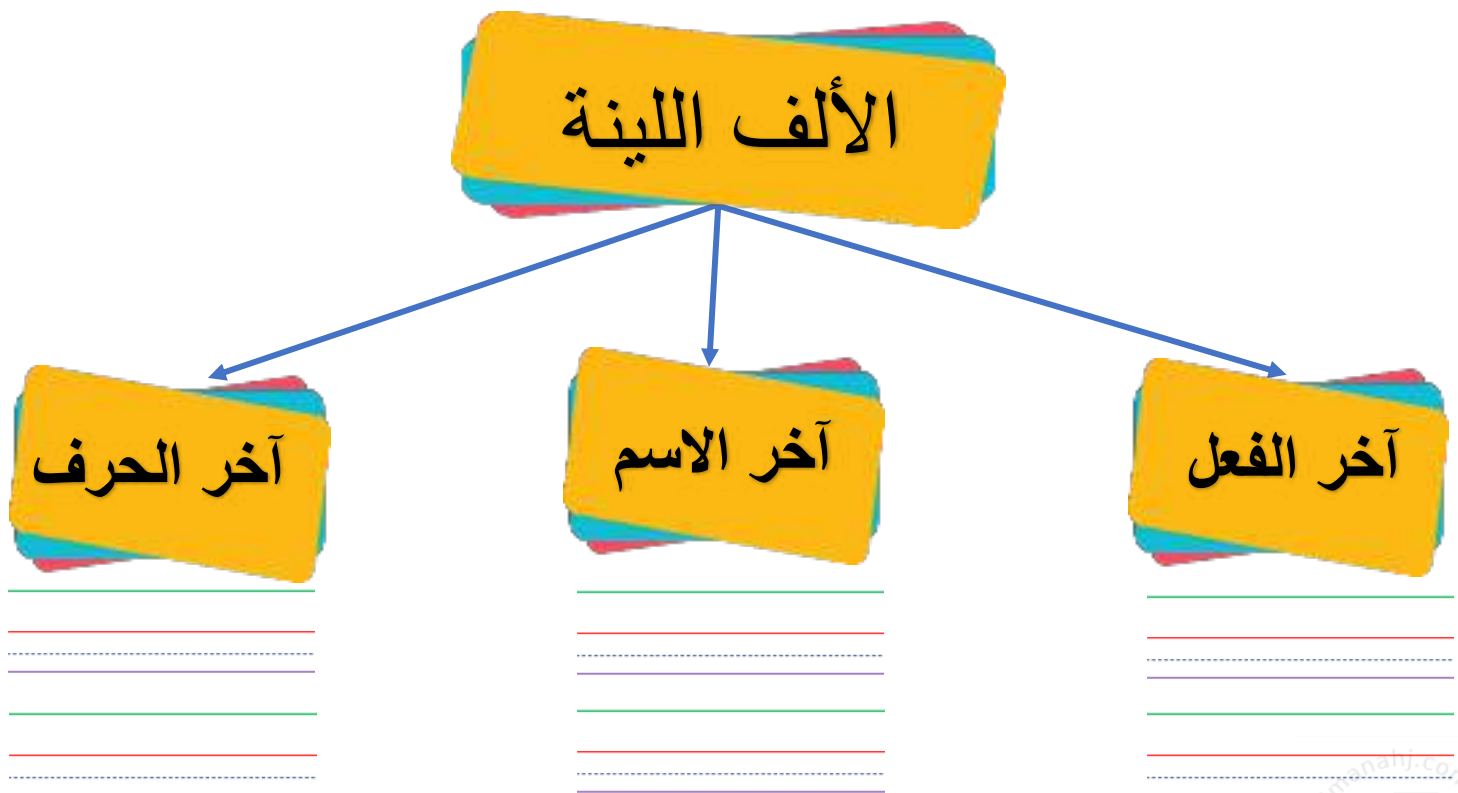 الألف اللينة
آخر الفعل
آخر الاسم
آخر الحرف